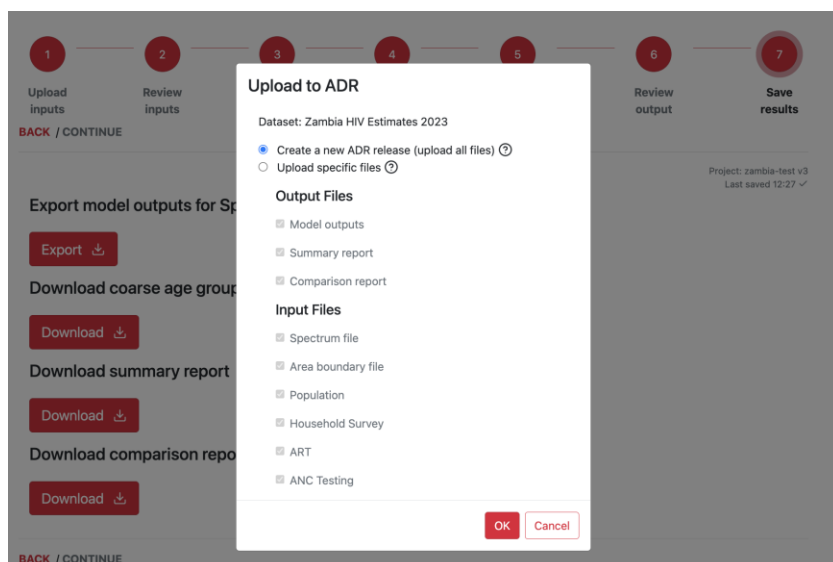 1
2
3
4
5
6
7
Upload inputs
Review inputs
Review output
Save results
BACK / CONTINUE
Project: zambia-test v3
Last saved 12:27
Export model outputs for Sp
Export
Download coarse age group
Download
Download summary report
Download
Download comparison repo
Download
BACK / CONTINUE
Upload to ADR
Dataset: Zambia HIV Estimates 2023
Create a new ADR release (upload all files) ?
Upload specific files ?
Output Files
Model outputs
Summary report
Comparison report
Input Files
Spectrum file
Area boundary file
Population
Household Survey
ART
ANC Testing
OK
Cancel